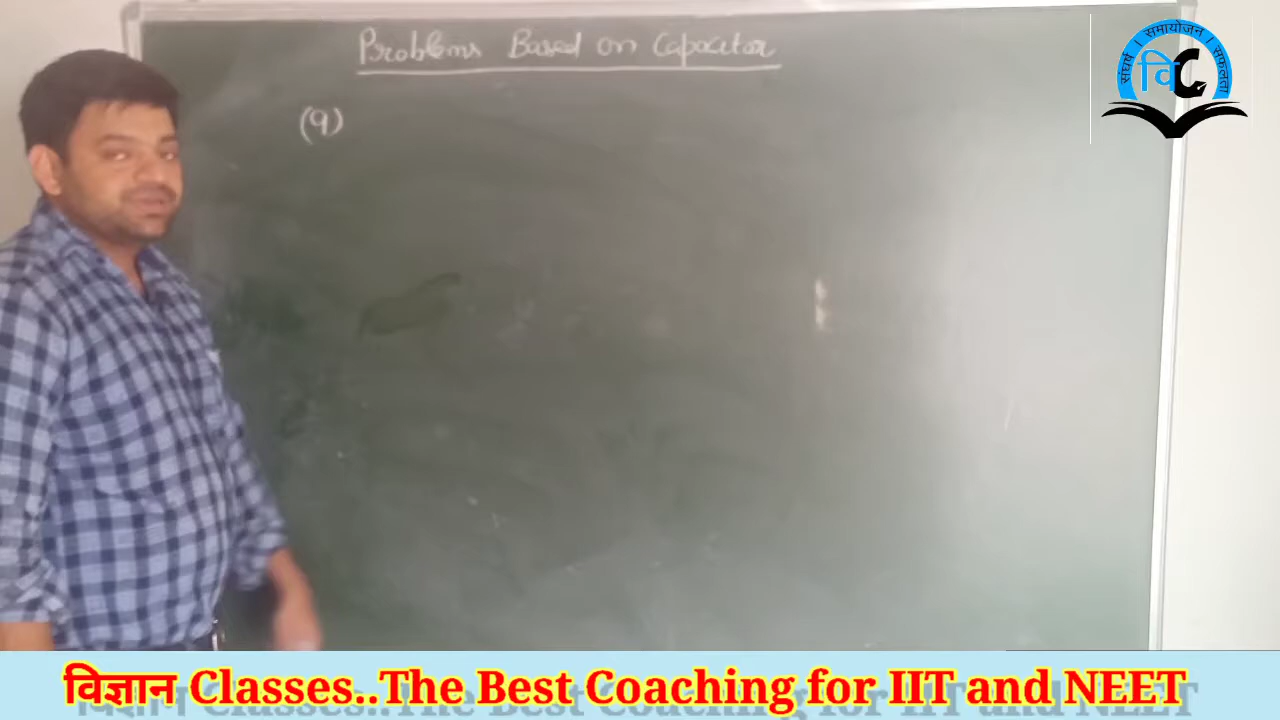 Problems Based on Capacitor
(9)
संघर्ष । समायोजन । सफलता
वि C
विज्ञान Classes..The Best Coaching for IIT and NEET